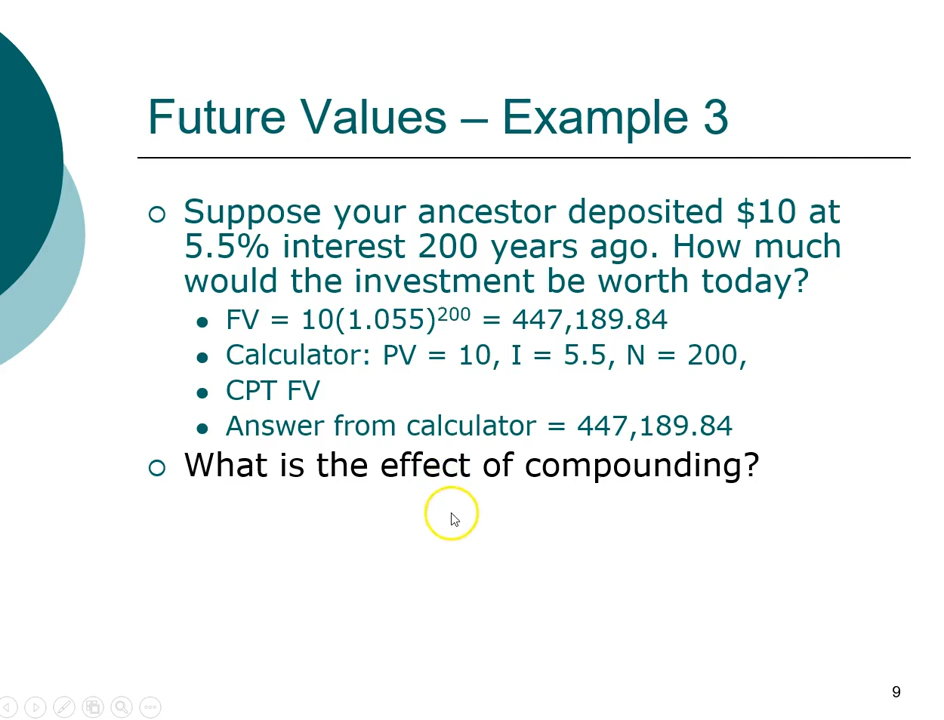 Future Values – Example 3
Suppose your ancestor deposited $10 at
5.5% interest 200 years ago. How much
would the investment be worth today?
FV = 10(1.055)²⁰⁰ = 447,189.84
Calculator: PV = 10, I = 5.5, N = 200,
CPT FV
Answer from calculator = 447,189.84
What is the effect of compounding?
9